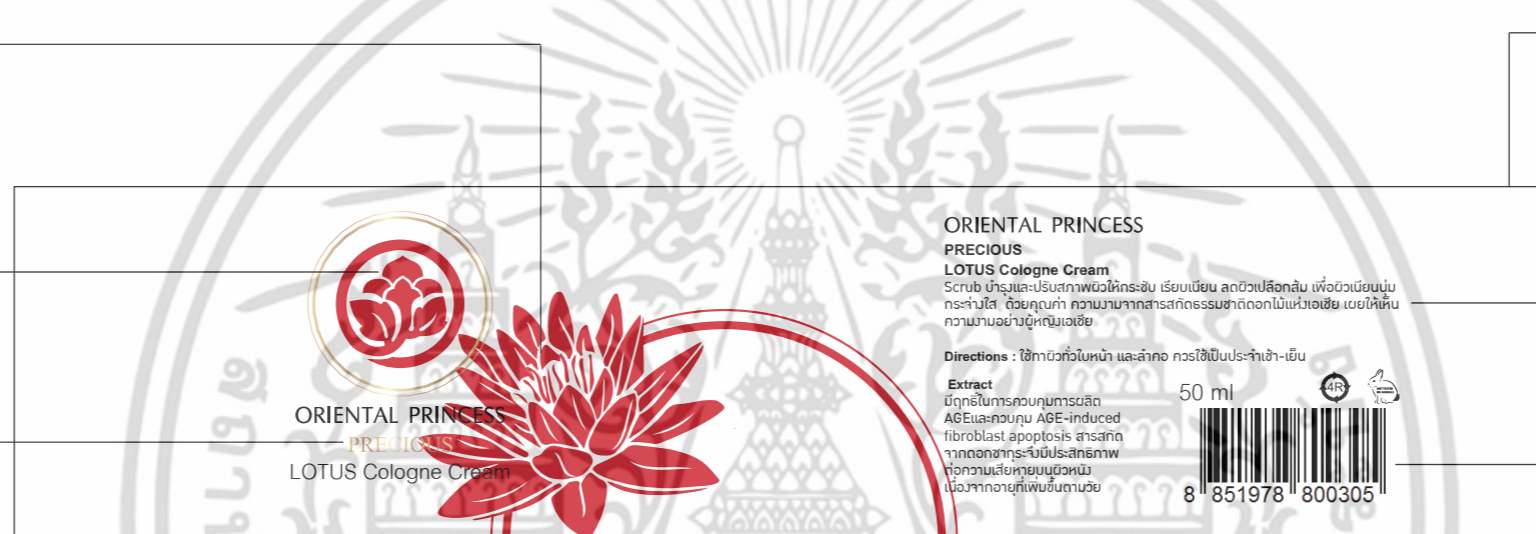 ORIENTAL PRINCESS
PRECIOUS
LOTUS Cologne Cream
ORIENTAL PRINCESS
PRECIOUS
LOTUS Cologne Cream
Scrub บำรุงและปรับสภาพผิวให้กระชับ เรียบเนียน ลดผิวเปลือกส้ม เพื่อผิวเนียนนุ่ม
กระจ่างใส ด้วยคุณค่า ความงามจากสารสกัดธรรมชาติดอกไม้แห่งเอเชีย เผยให้เห็น
ความงามอย่างผู้หญิงเอเชีย
Directions : ใช้ทาผิวทั่วใบหน้า และลำคอ ควรใช้เป็นประจำเช้า-เย็น
Extract
มีฤทธิ์ในการควบคุมการผลิต
AGEและควบคุม AGE-induced
fibroblast apoptosis สารสกัด
จากดอกซากุระจึงมีประสิทธิภาพ
ต่อความเสียหายบนผิวหนัง
เนื่องจากอายุที่เพิ่มขึ้นตามวัย
50 ml
4R
8 851978 800305